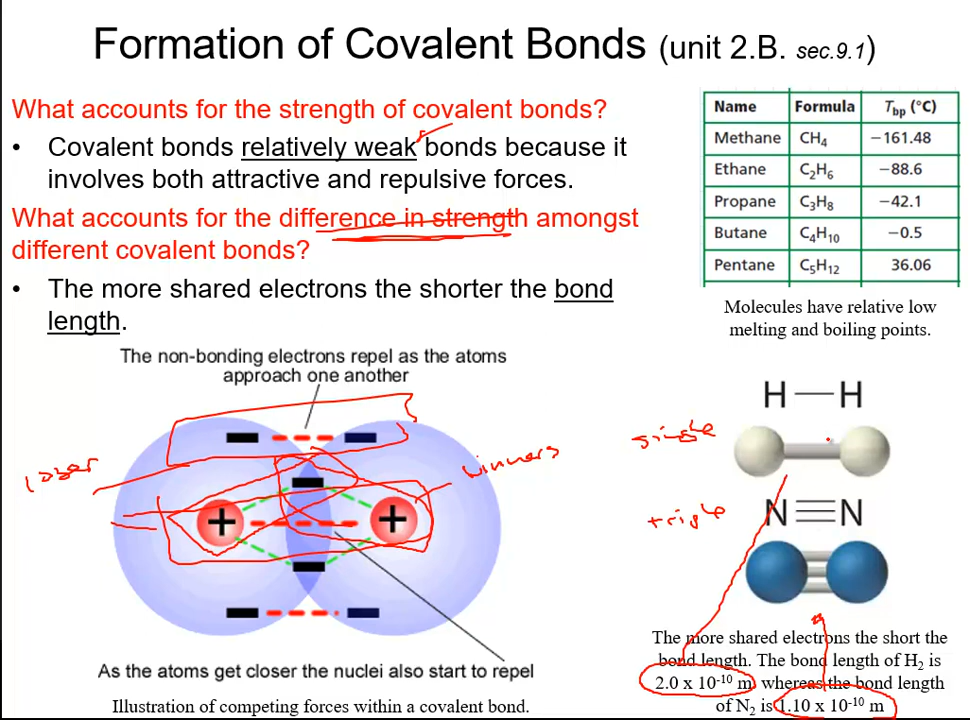 Formation of Covalent Bonds (unit 2.B. sec.9.1)
What accounts for the strength of covalent bonds?
• Covalent bonds relatively weak bonds because it
involves both attractive and repulsive forces.
What accounts for the difference in strength amongst
different covalent bonds?
• The more shared electrons the shorter the bond
length.
Name Formula Tbp (°C)
Methane CH4 −161.48
Ethane C2H6 −88.6
Propane C3H8 −42.1
Butane C4H10 −0.5
Pentane C5H12 36.06
Molecules have relative low
melting and boiling points.
The non-bonding electrons repel as the atoms
approach one another
loser
winners
+ +
As the atoms get closer the nuclei also start to repel
Illustration of competing forces within a covalent bond.
H—H
single
triple
N≡N
The more shared electrons the short the
bond length. The bond length of H2 is
2.0 x 10-10 m, whereas the bond length
of N2 is 1.10 x 10-10 m